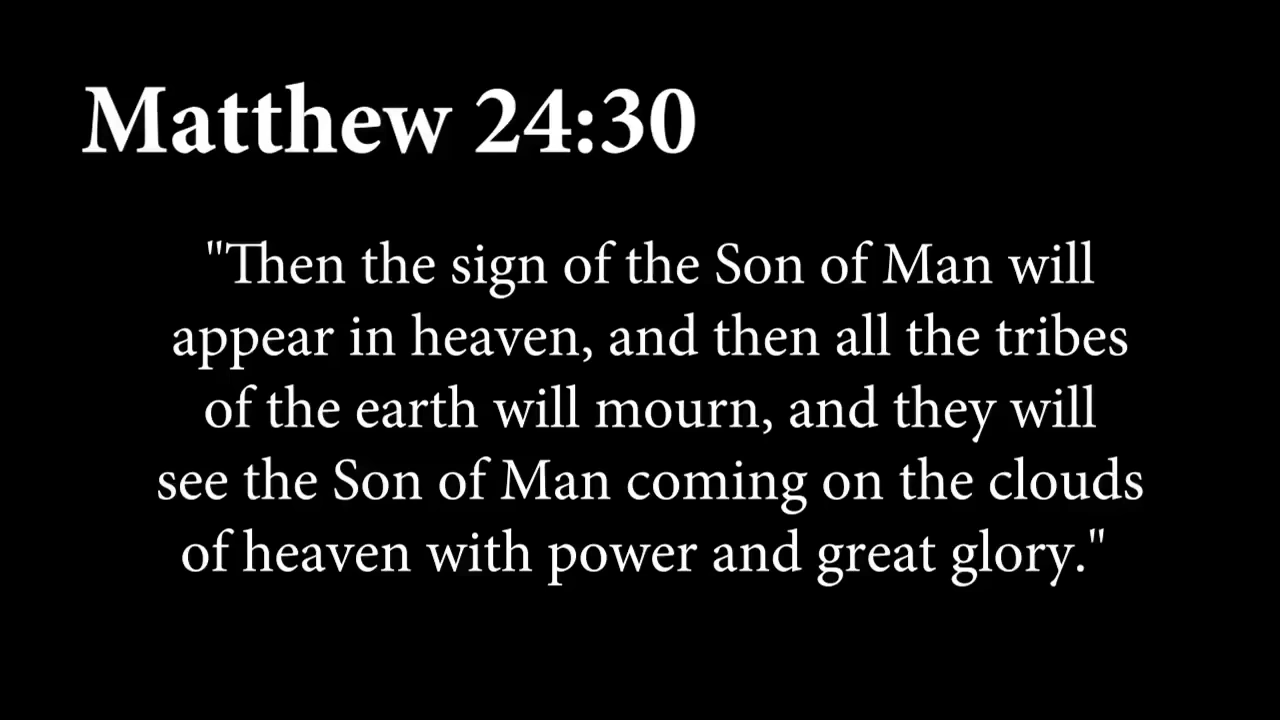 Matthew 24:30
"Then the sign of the Son of Man will
appear in heaven, and then all the tribes
of the earth will mourn, and they will
see the Son of Man coming on the clouds
of heaven with power and great glory."